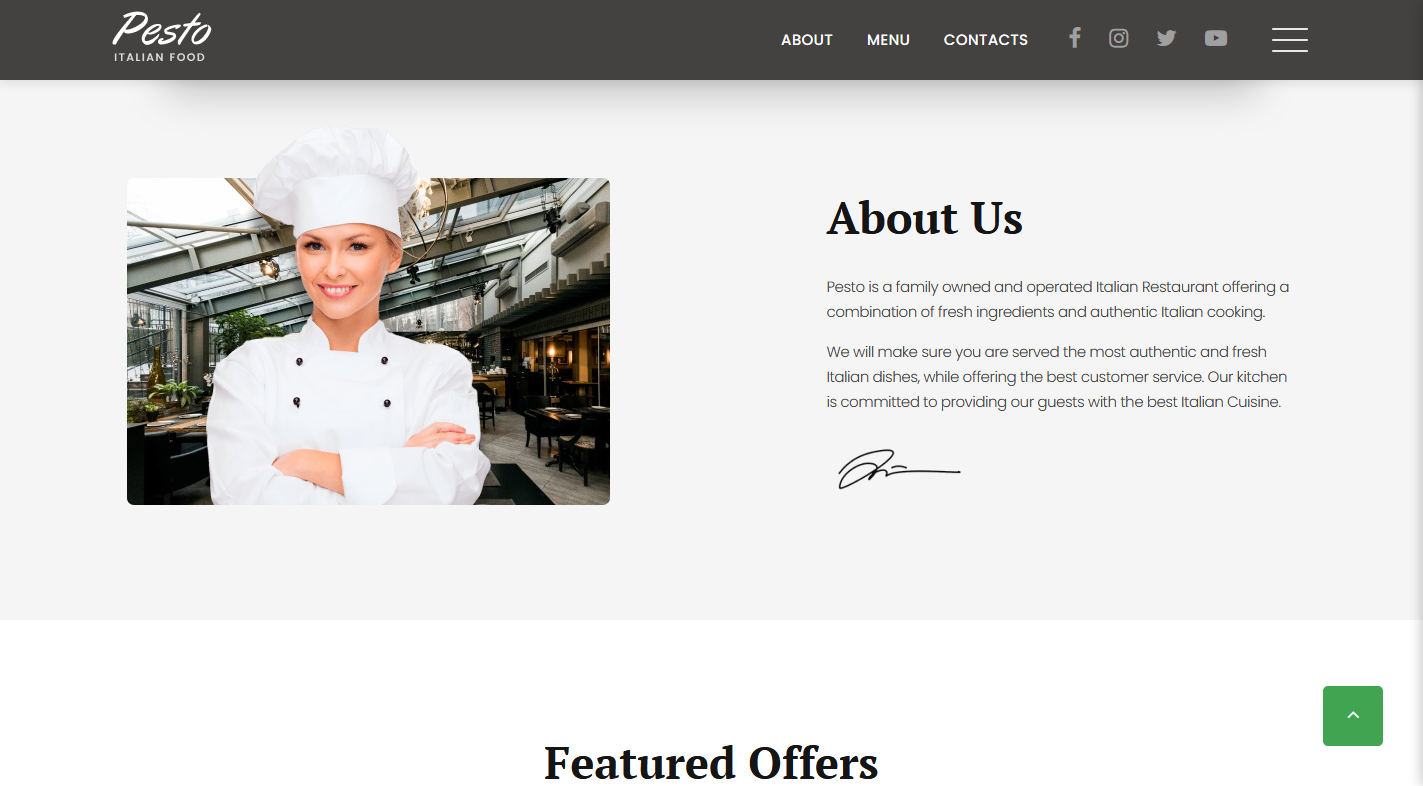 Pesto
ITALIAN FOOD
ABOUT MENU CONTACTS
About Us
Pesto is a family owned and operated Italian Restaurant offering a
combination of fresh ingredients and authentic Italian cooking.
We will make sure you are served the most authentic and fresh
Italian dishes, while offering the best customer service. Our kitchen
is committed to providing our guests with the best Italian Cuisine.
Featured Offers